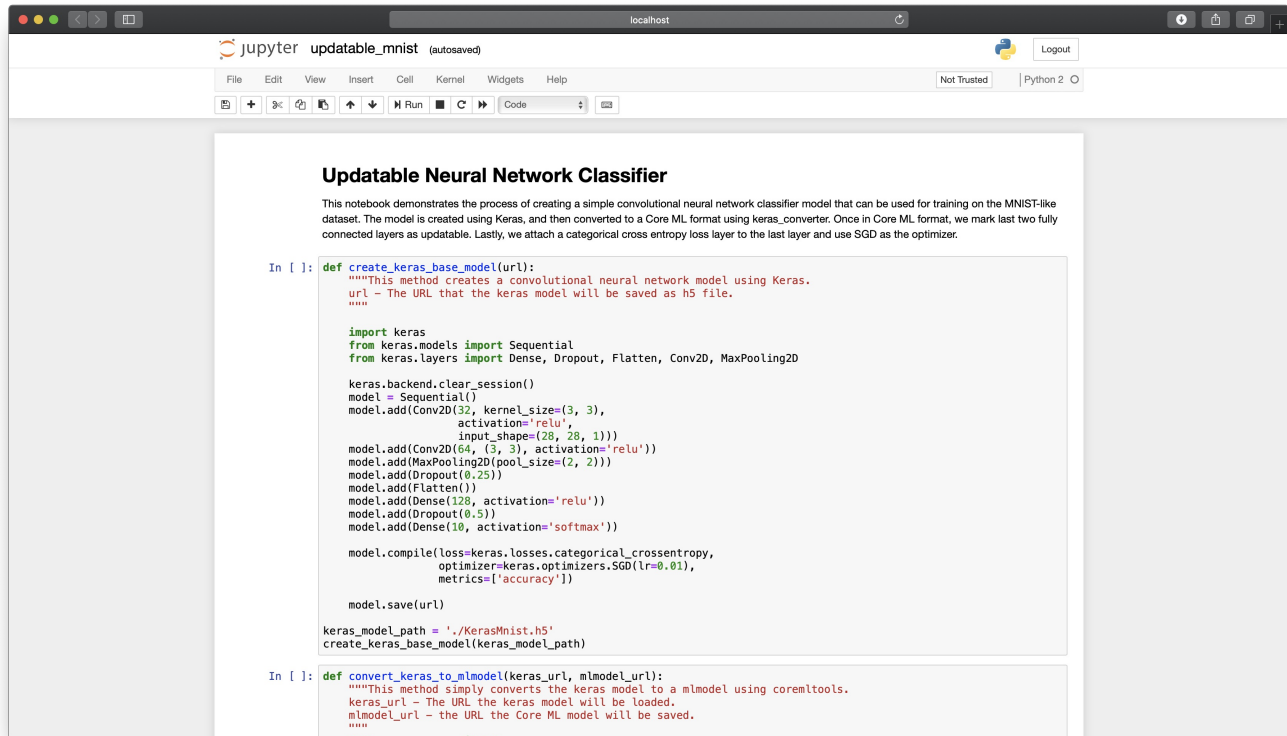 localhost
jupyter updatable_mnist (autosaved)
Logout
File Edit View Insert Cell Kernel Widgets Help
Not Trusted
Python 2
Run
Code
Updatable Neural Network Classifier
This notebook demonstrates the process of creating a simple convolutional neural network classifier model that can be used for training on the MNIST-like
dataset. The model is created using Keras, and then converted to a Core ML format using keras_converter. Once in Core ML format, we mark last two fully
connected layers as updatable. Lastly, we attach a categorical cross entropy loss layer to the last layer and use SGD as the optimizer.
In [ ]: def create_keras_base_model(url):
    """This method creates a convolutional neural network model using Keras.
    url – The URL that the keras model will be saved as h5 file.
    """
    import keras
    from keras.models import Sequential
    from keras.layers import Dense, Dropout, Flatten, Conv2D, MaxPooling2D
    keras.backend.clear_session()
    model = Sequential()
    model.add(Conv2D(32, kernel_size=(3, 3),
                     activation='relu',
                     input_shape=(28, 28, 1)))
    model.add(Conv2D(64, (3, 3), activation='relu'))
    model.add(MaxPooling2D(pool_size=(2, 2)))
    model.add(Dropout(0.25))
    model.add(Flatten())
    model.add(Dense(128, activation='relu'))
    model.add(Dropout(0.5))
    model.add(Dense(10, activation='softmax'))
    model.compile(loss=keras.losses.categorical_crossentropy,
                  optimizer=keras.optimizers.SGD(lr=0.01),
                  metrics=['accuracy'])
    model.save(url)
keras_model_path = './KerasMnist.h5'
create_keras_base_model(keras_model_path)
In [ ]: def convert_keras_to_mlmodel(keras_url, mlmodel_url):
    """This method simply converts the keras model to a mlmodel using coremltools.
    keras_url – The URL the keras model will be loaded.
    mlmodel_url – the URL the Core ML model will be saved.
    """